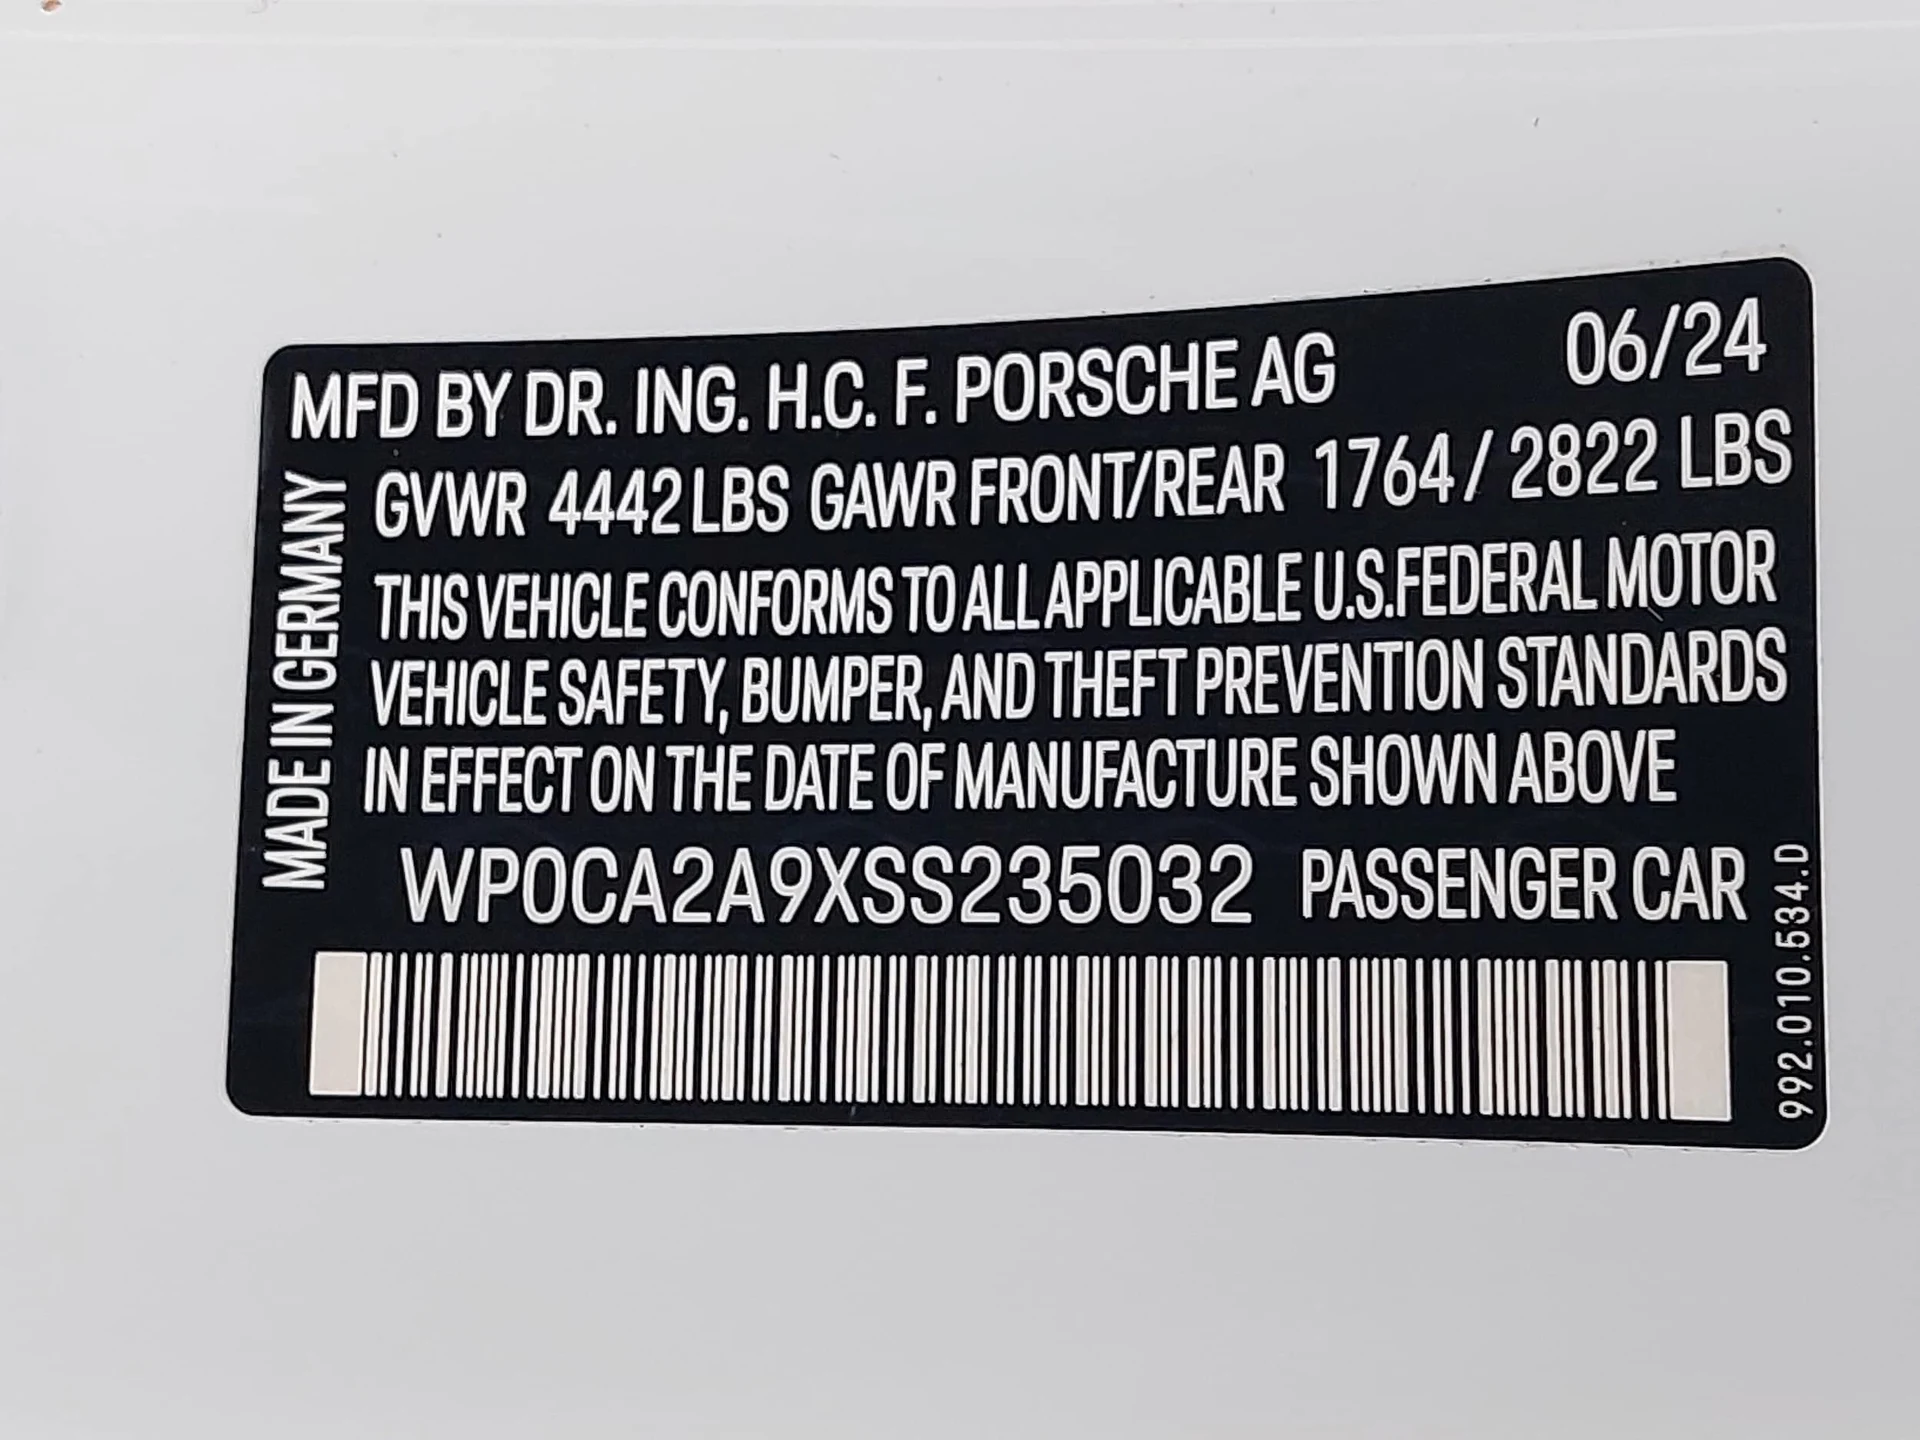 MFD BY DR. ING. H.C. F. PORSCHE AG 06/24
GVWR 4442 LBS GAWR FRONT/REAR 1764 / 2822 LBS
THIS VEHICLE CONFORMS TO ALL APPLICABLE U.S.FEDERAL MOTOR
VEHICLE SAFETY, BUMPER, AND THEFT PREVENTION STANDARDS
IN EFFECT ON THE DATE OF MANUFACTURE SHOWN ABOVE
WP0CA2A9XSS235032 PASSENGER CAR
MADE IN GERMANY
992.010.534.D